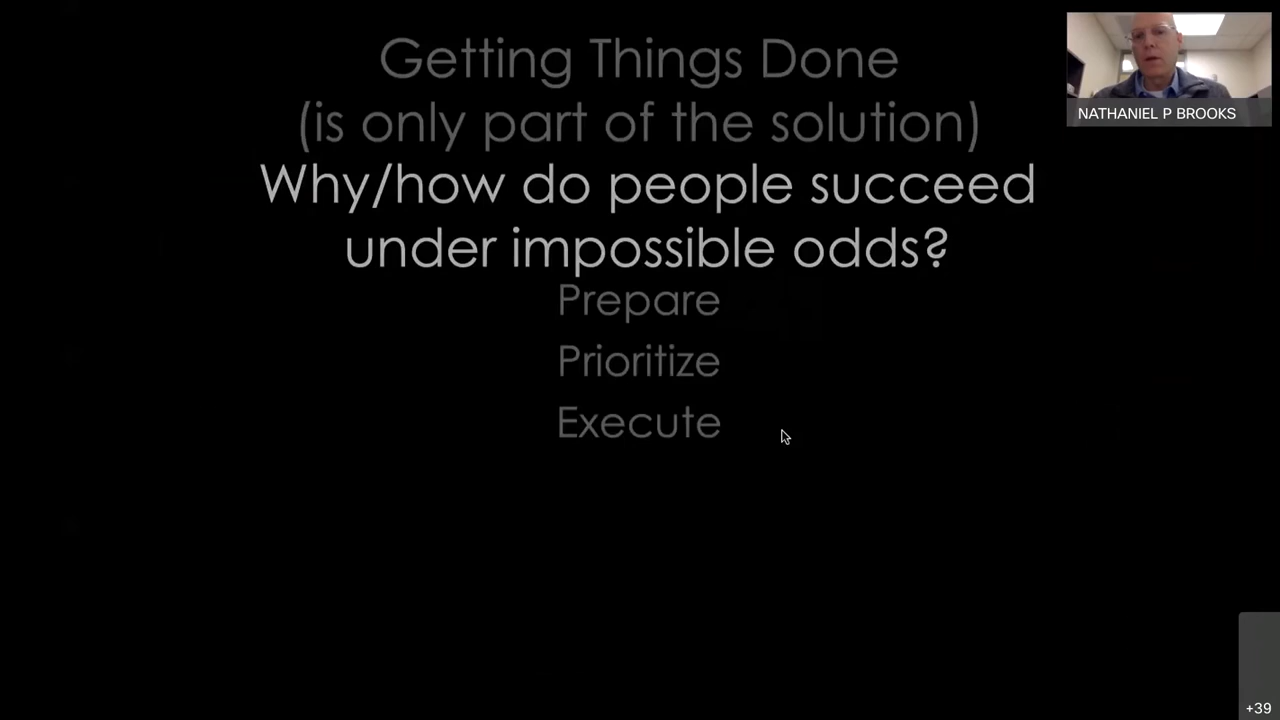 Getting Things Done
(is only part of the solution)
Why/how do people succeed
under impossible odds?
Prepare
Prioritize
Execute
NATHANIEL P BROOKS
+39